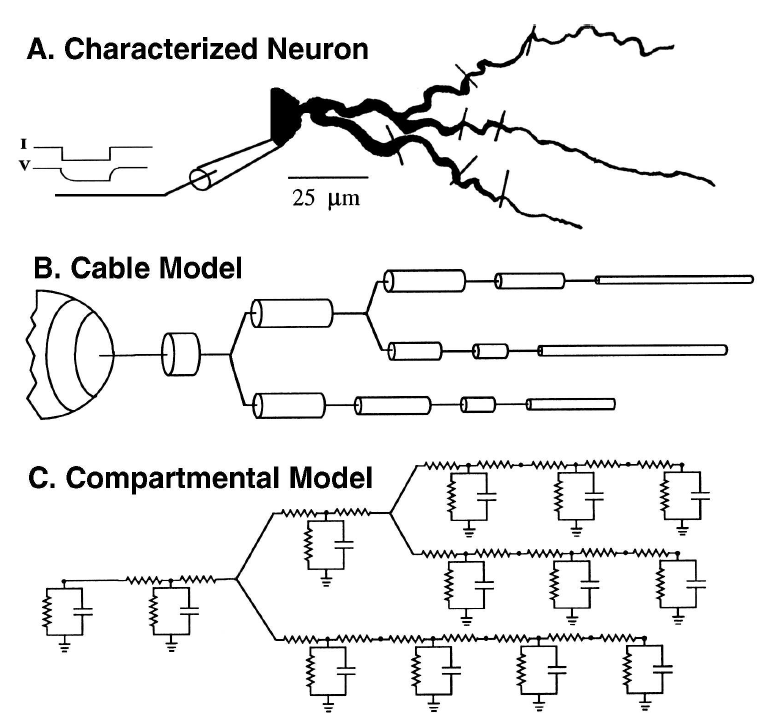 A. Characterized Neuron
I
V
25 µm
B. Cable Model
C. Compartmental Model